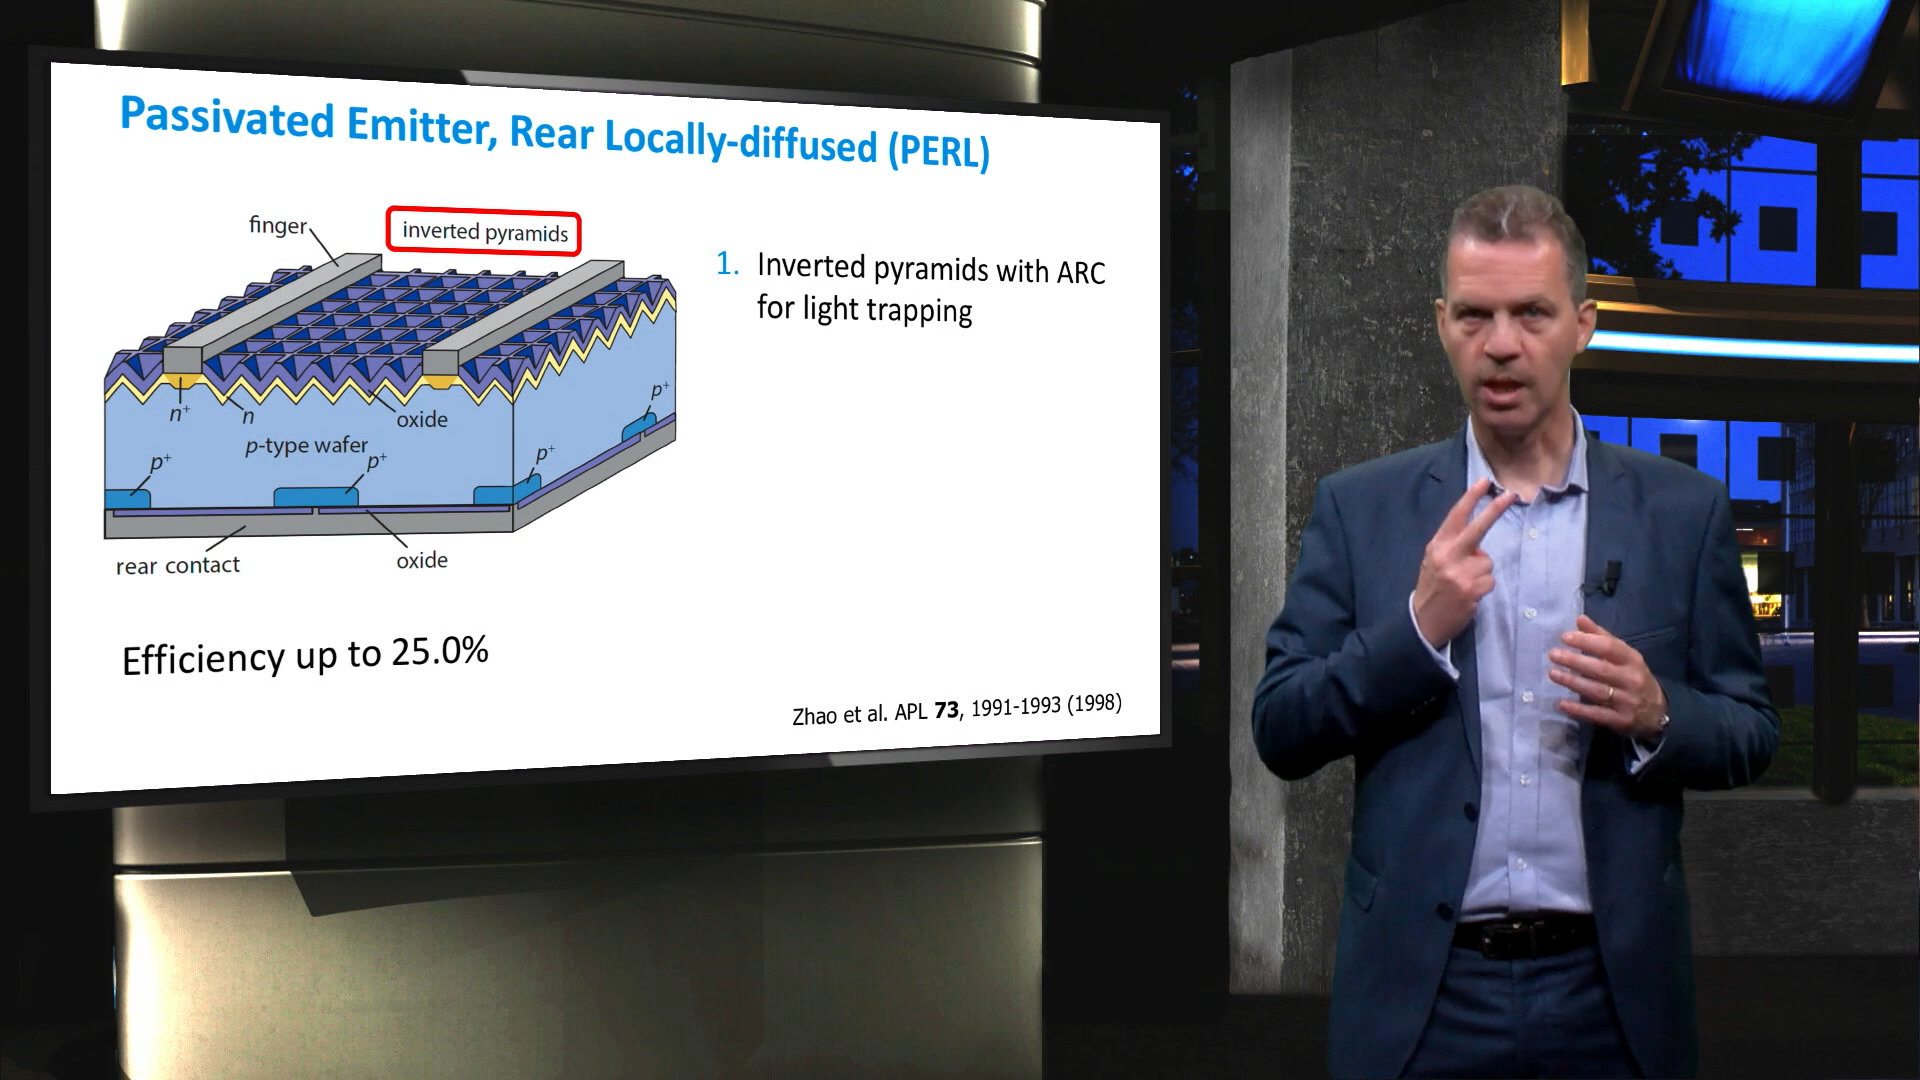 Passivated Emitter, Rear Locally-diffused (PERL)
finger
inverted pyramids
1. Inverted pyramids with ARC
for light trapping
n+
n
oxide
p+
p-type wafer
p+
p+
p+
rear contact
oxide
Efficiency up to 25.0%
Zhao et al. APL 73, 1991-1993 (1998)